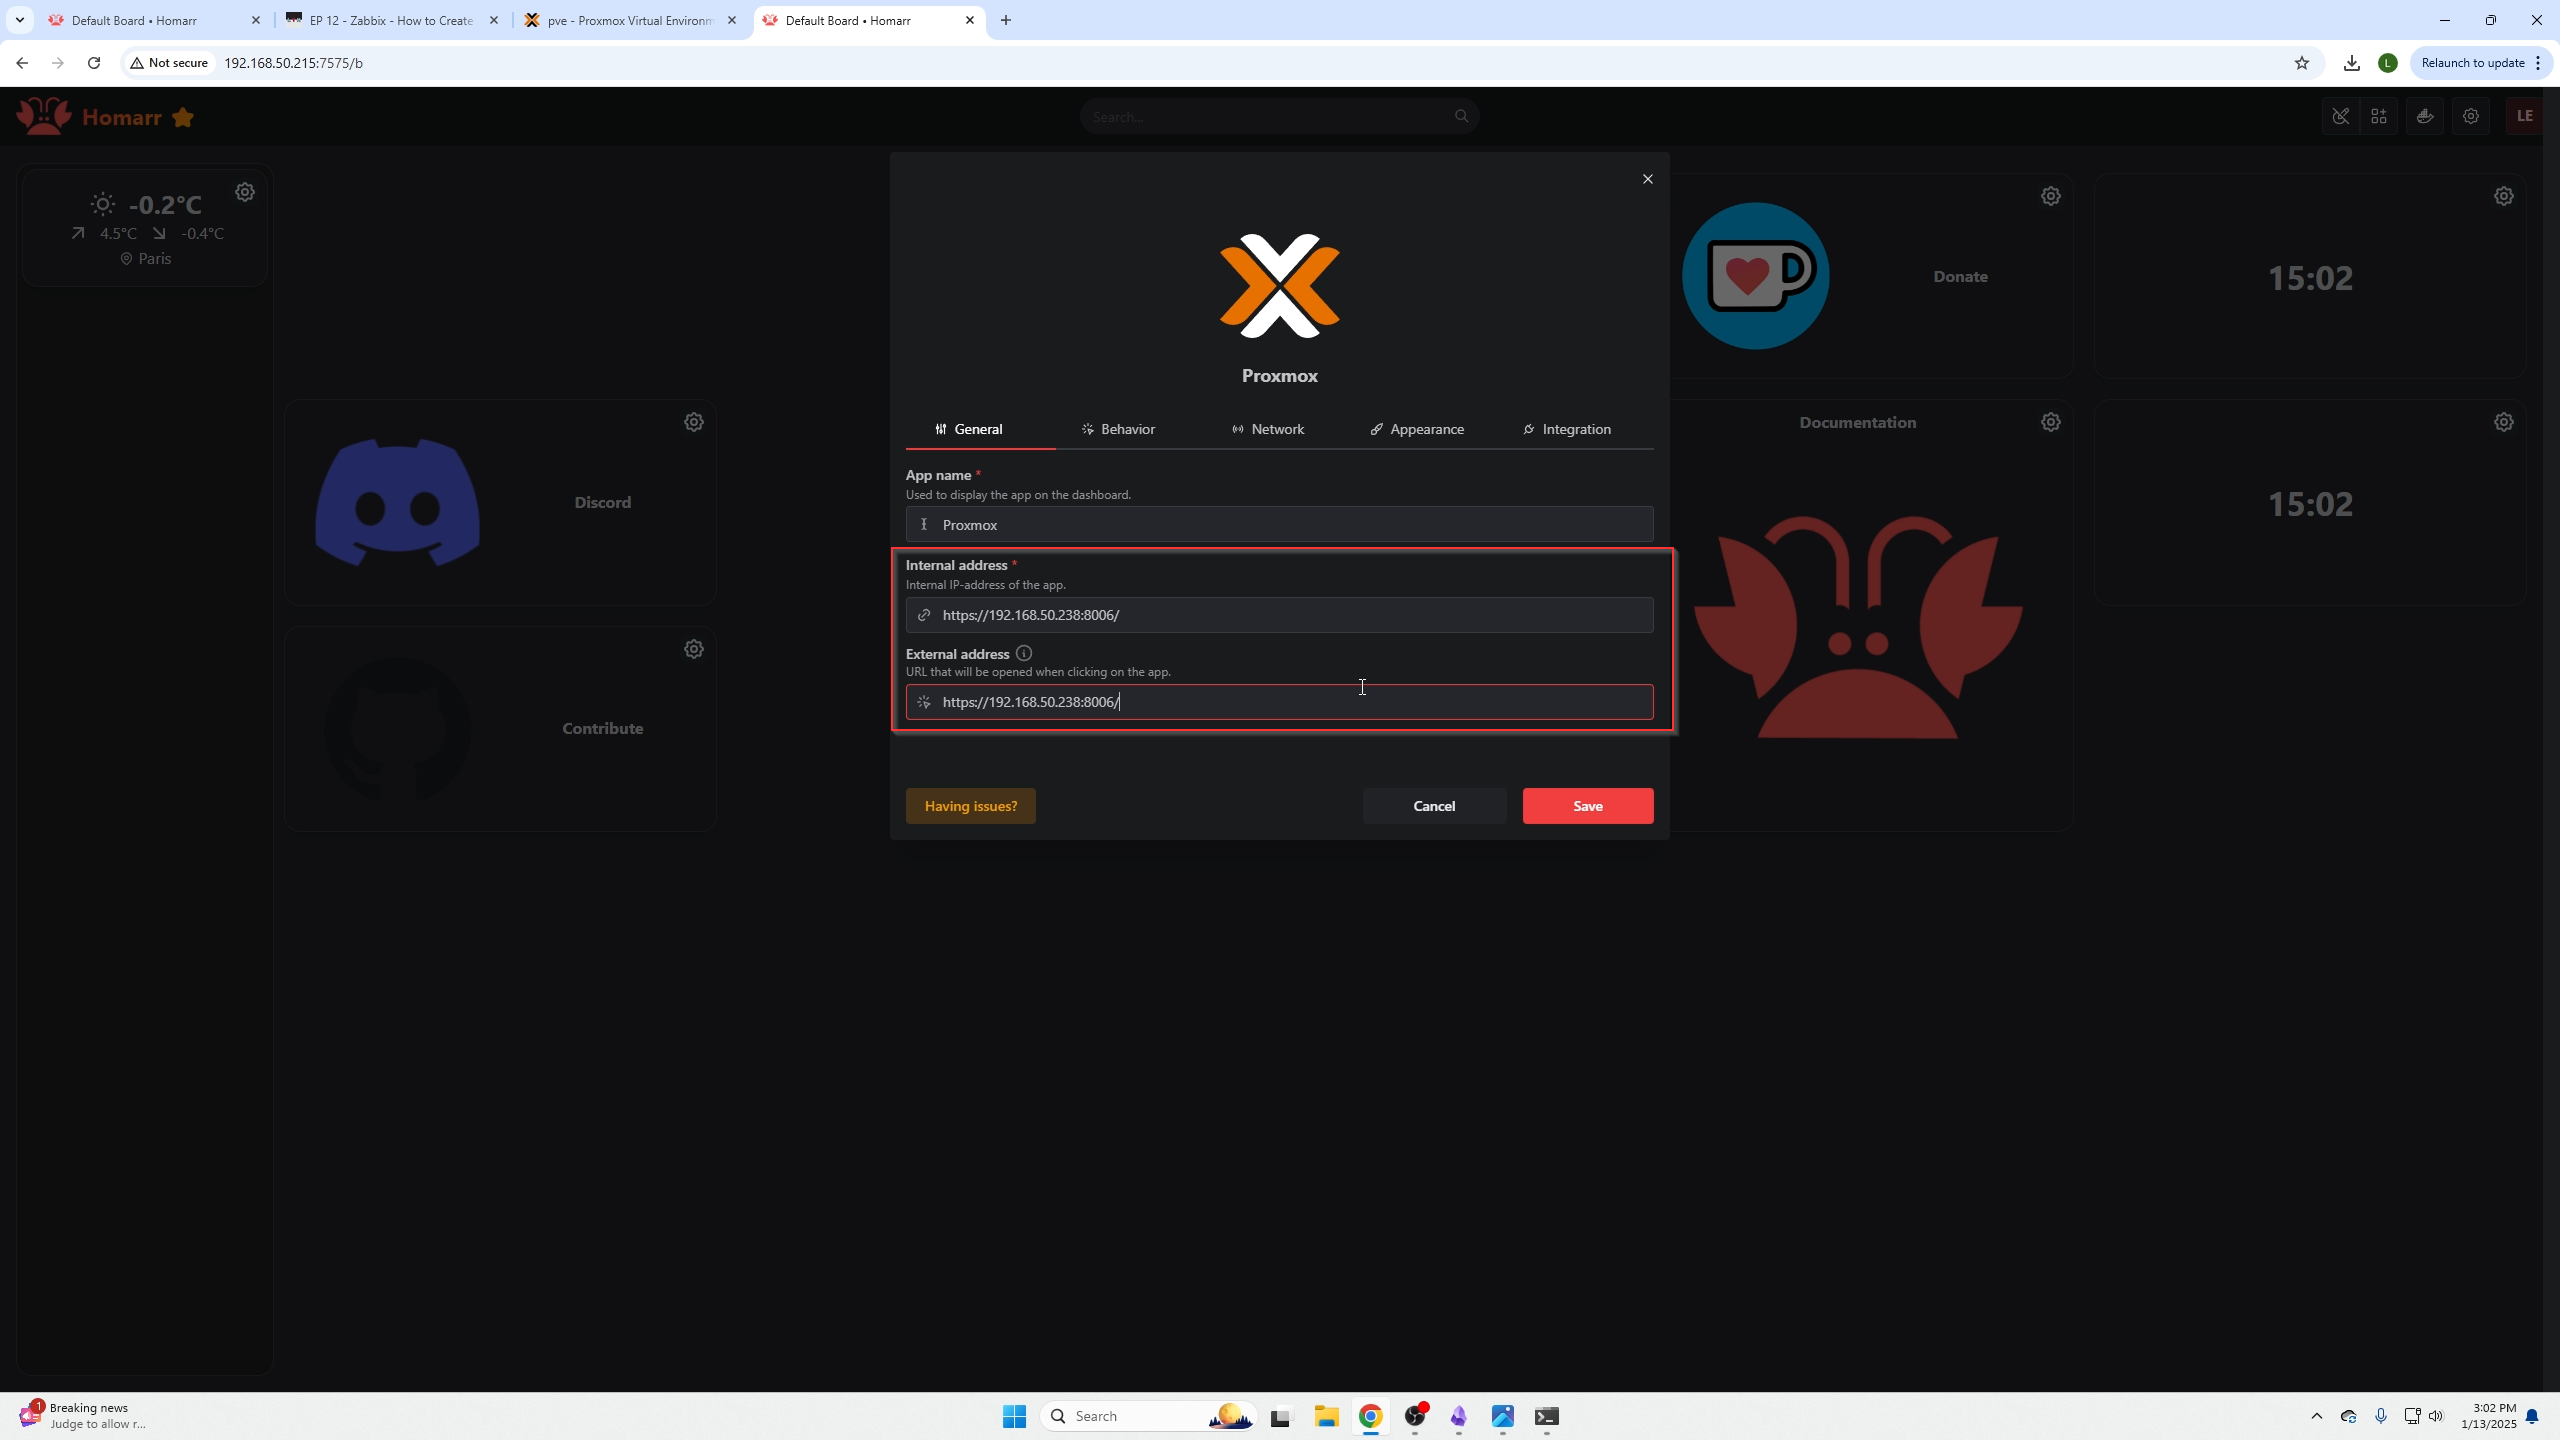 Default Board • Homarr
EP 12 - Zabbix - How to Create
pve - Proxmox Virtual Environm
Default Board • Homarr
Not secure
192.168.50.215:7575/b
L
Relaunch to update
Homarr
Search...
LE
-0.2°C
4.5°C
-0.4°C
Paris
Proxmox
General
Behavior
Network
Appearance
Integration
App name *
Used to display the app on the dashboard.
Proxmox
Internal address *
Internal IP-address of the app.
https://192.168.50.238:8006/
External address
URL that will be opened when clicking on the app.
https://192.168.50.238:8006/
Having issues?
Cancel
Save
Discord
Contribute
Donate
15:02
Documentation
15:02
1
Breaking news
Judge to allow r...
Search
3:02 PM
1/13/2025